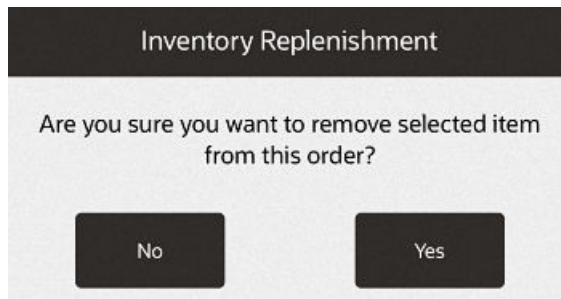 Inventory Replenishment
Are you sure you want to remove selected item
from this order?
No
Yes